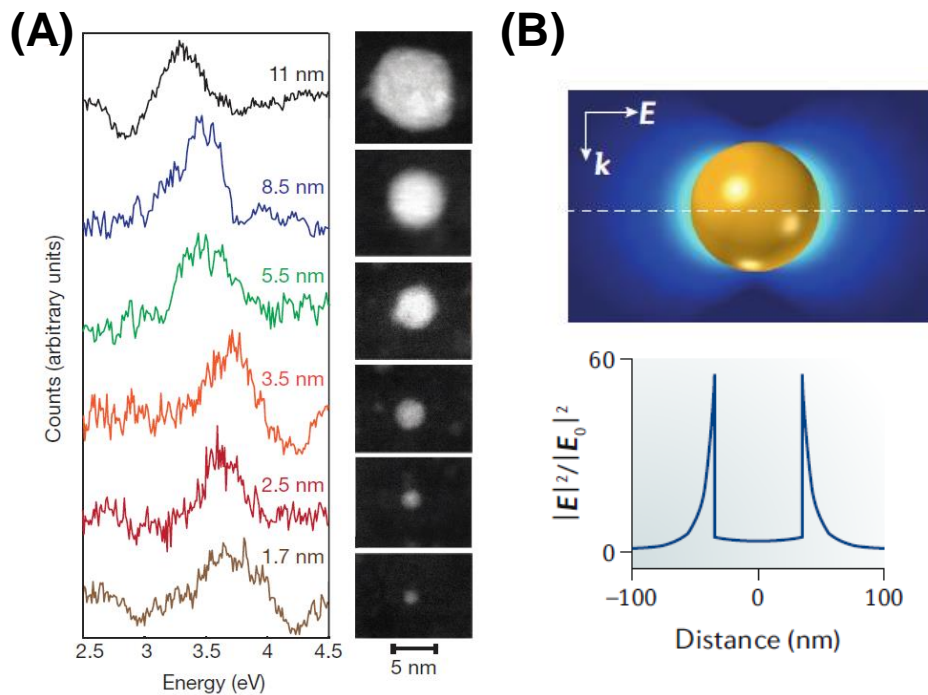 (A)
11 nm
8.5 nm
5.5 nm
3.5 nm
2.5 nm
1.7 nm
Counts (arbitrary units)
2.5 3 3.5 4 4.5
Energy (eV)
5 nm
(B)
E
k
|E|²/|E₀|²
60
0
−100 0 100
Distance (nm)